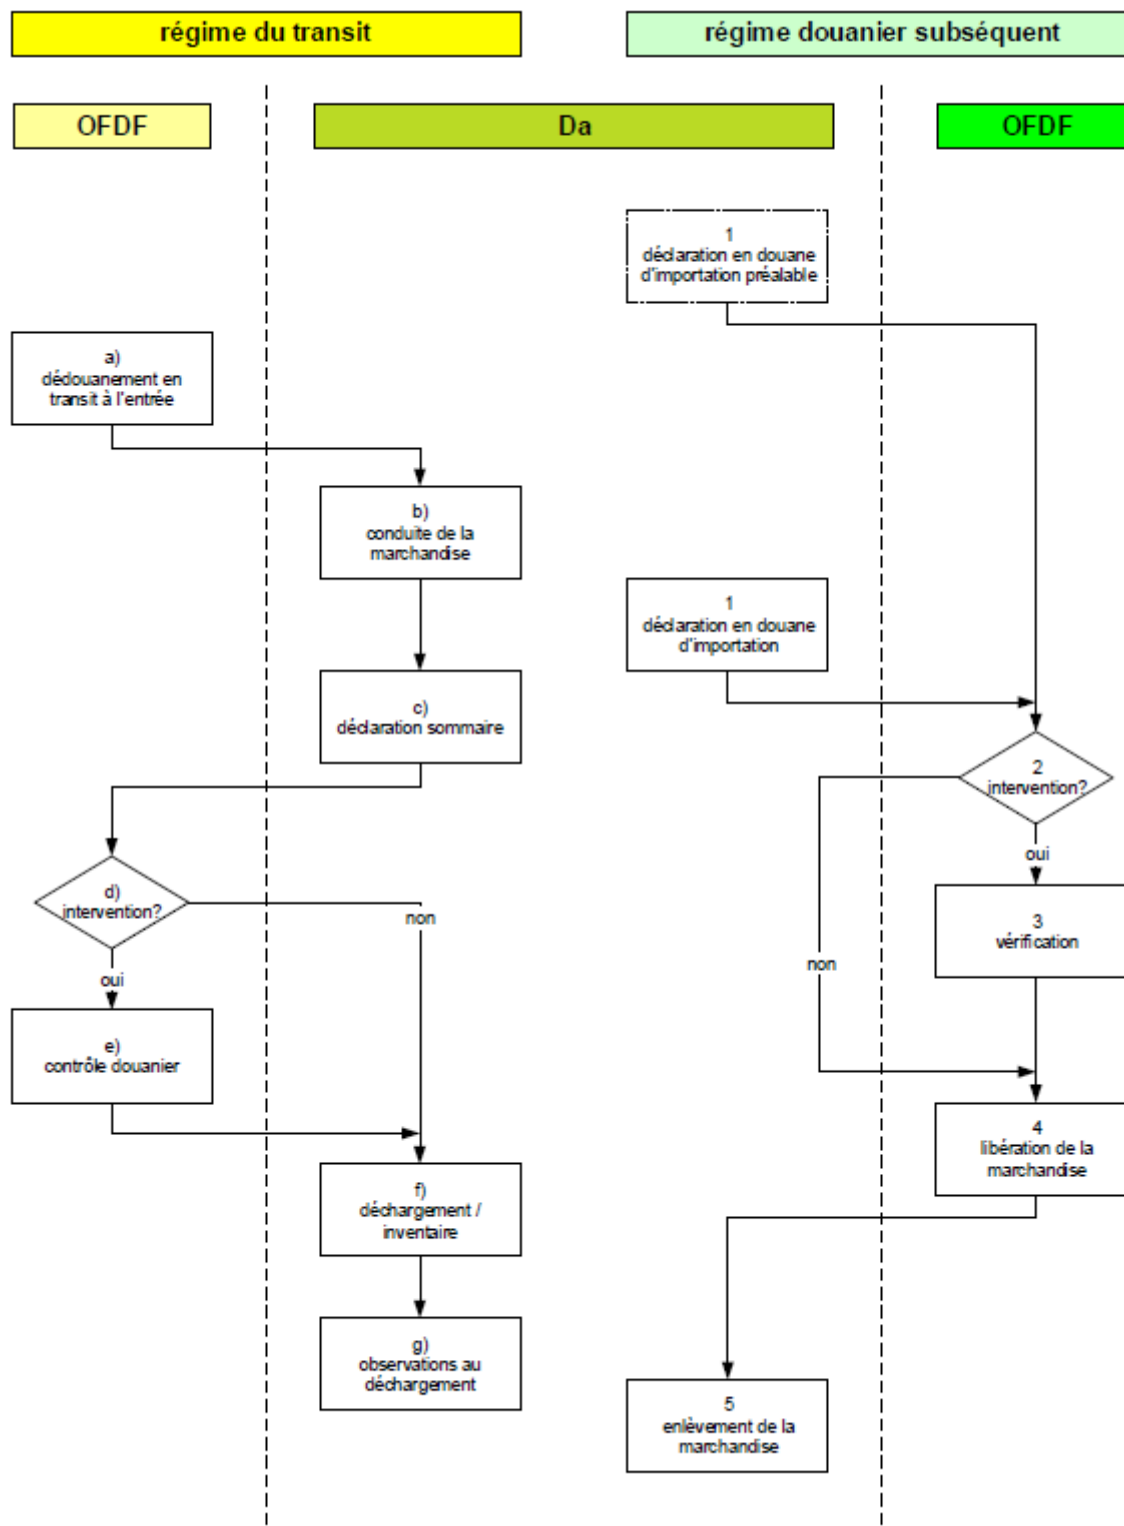 régime du transit
régime douanier subséquent
OFDF
Da
OFDF
1
déclaration en douane
d'importation préalable
a)
dédouanement en
transit à l'entrée
b)
conduite de la
marchandise
1
déclaration en douane
d'importation
c)
déclaration sommaire
2
intervention?
oui
d)
intervention?
non
3
vérification
non
oui
e)
contrôle douanier
4
libération de la
marchandise
f)
déchargement /
inventaire
g)
observations au
déchargement
5
enlèvement de la
marchandise